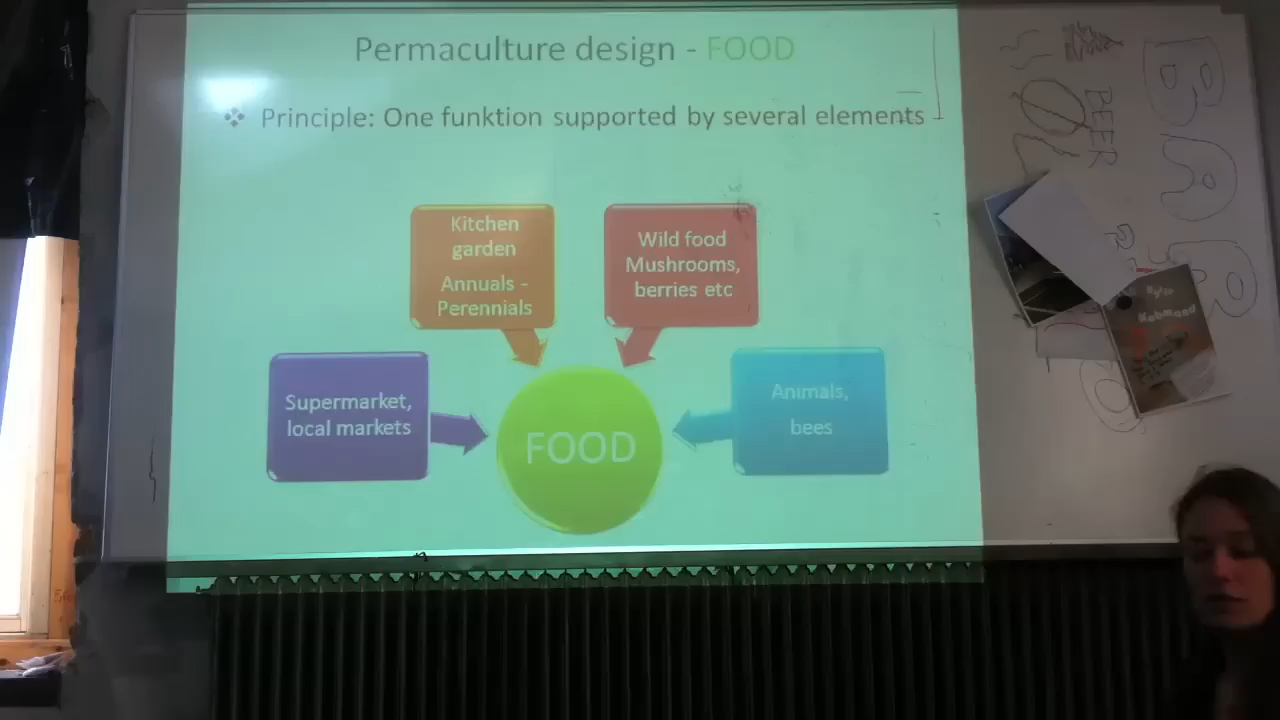 Permaculture design - FOOD
❖ Principle: One funktion supported by several elements
Kitchen
garden
Annuals -
Perennials
Wild food
Mushrooms,
berries etc
Supermarket,
local markets
FOOD
Animals,
bees
BEER
BAR